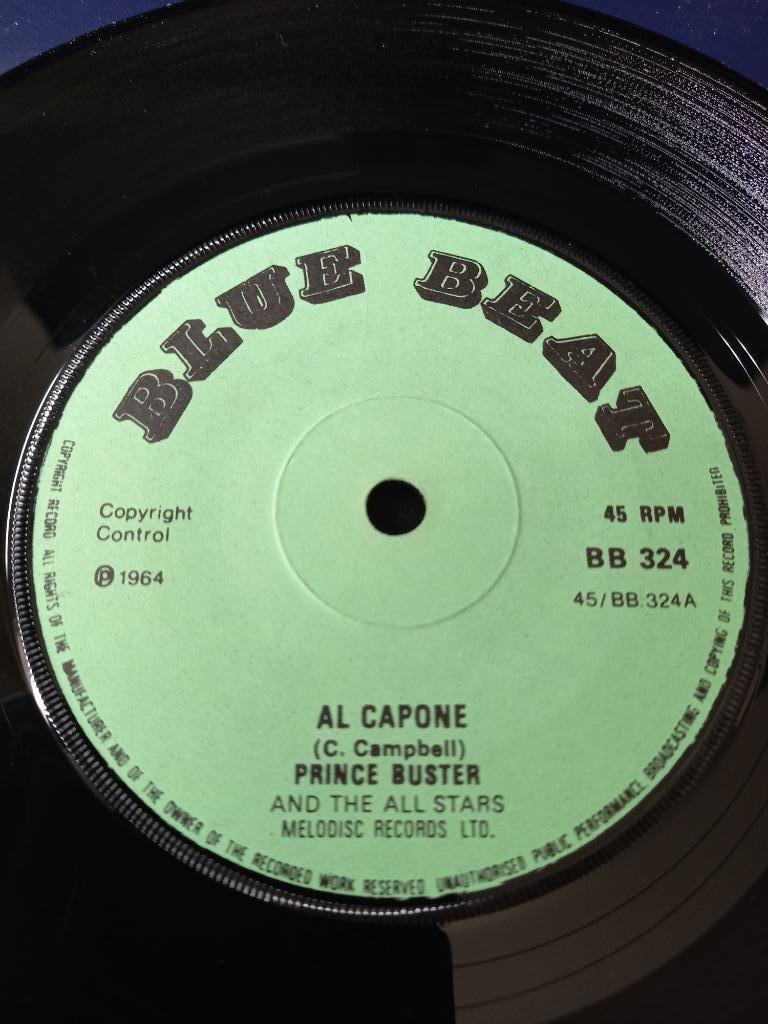 BLUE BEAT
Copyright
Control
℗ 1964
45 RPM
BB 324
45/BB.324A
AL CAPONE
(C. Campbell)
PRINCE BUSTER
AND THE ALL STARS
MELODISC RECORDS LTD.
COPYRIGHT RECORD ALL RIGHTS OF THE MANUFACTURER AND OF THE OWNER OF THE RECORDED WORK RESERVED UNAUTHORISED PUBLIC PERFORMANCE BROADCASTING AND COPYING OF THIS RECORD PROHIBITED